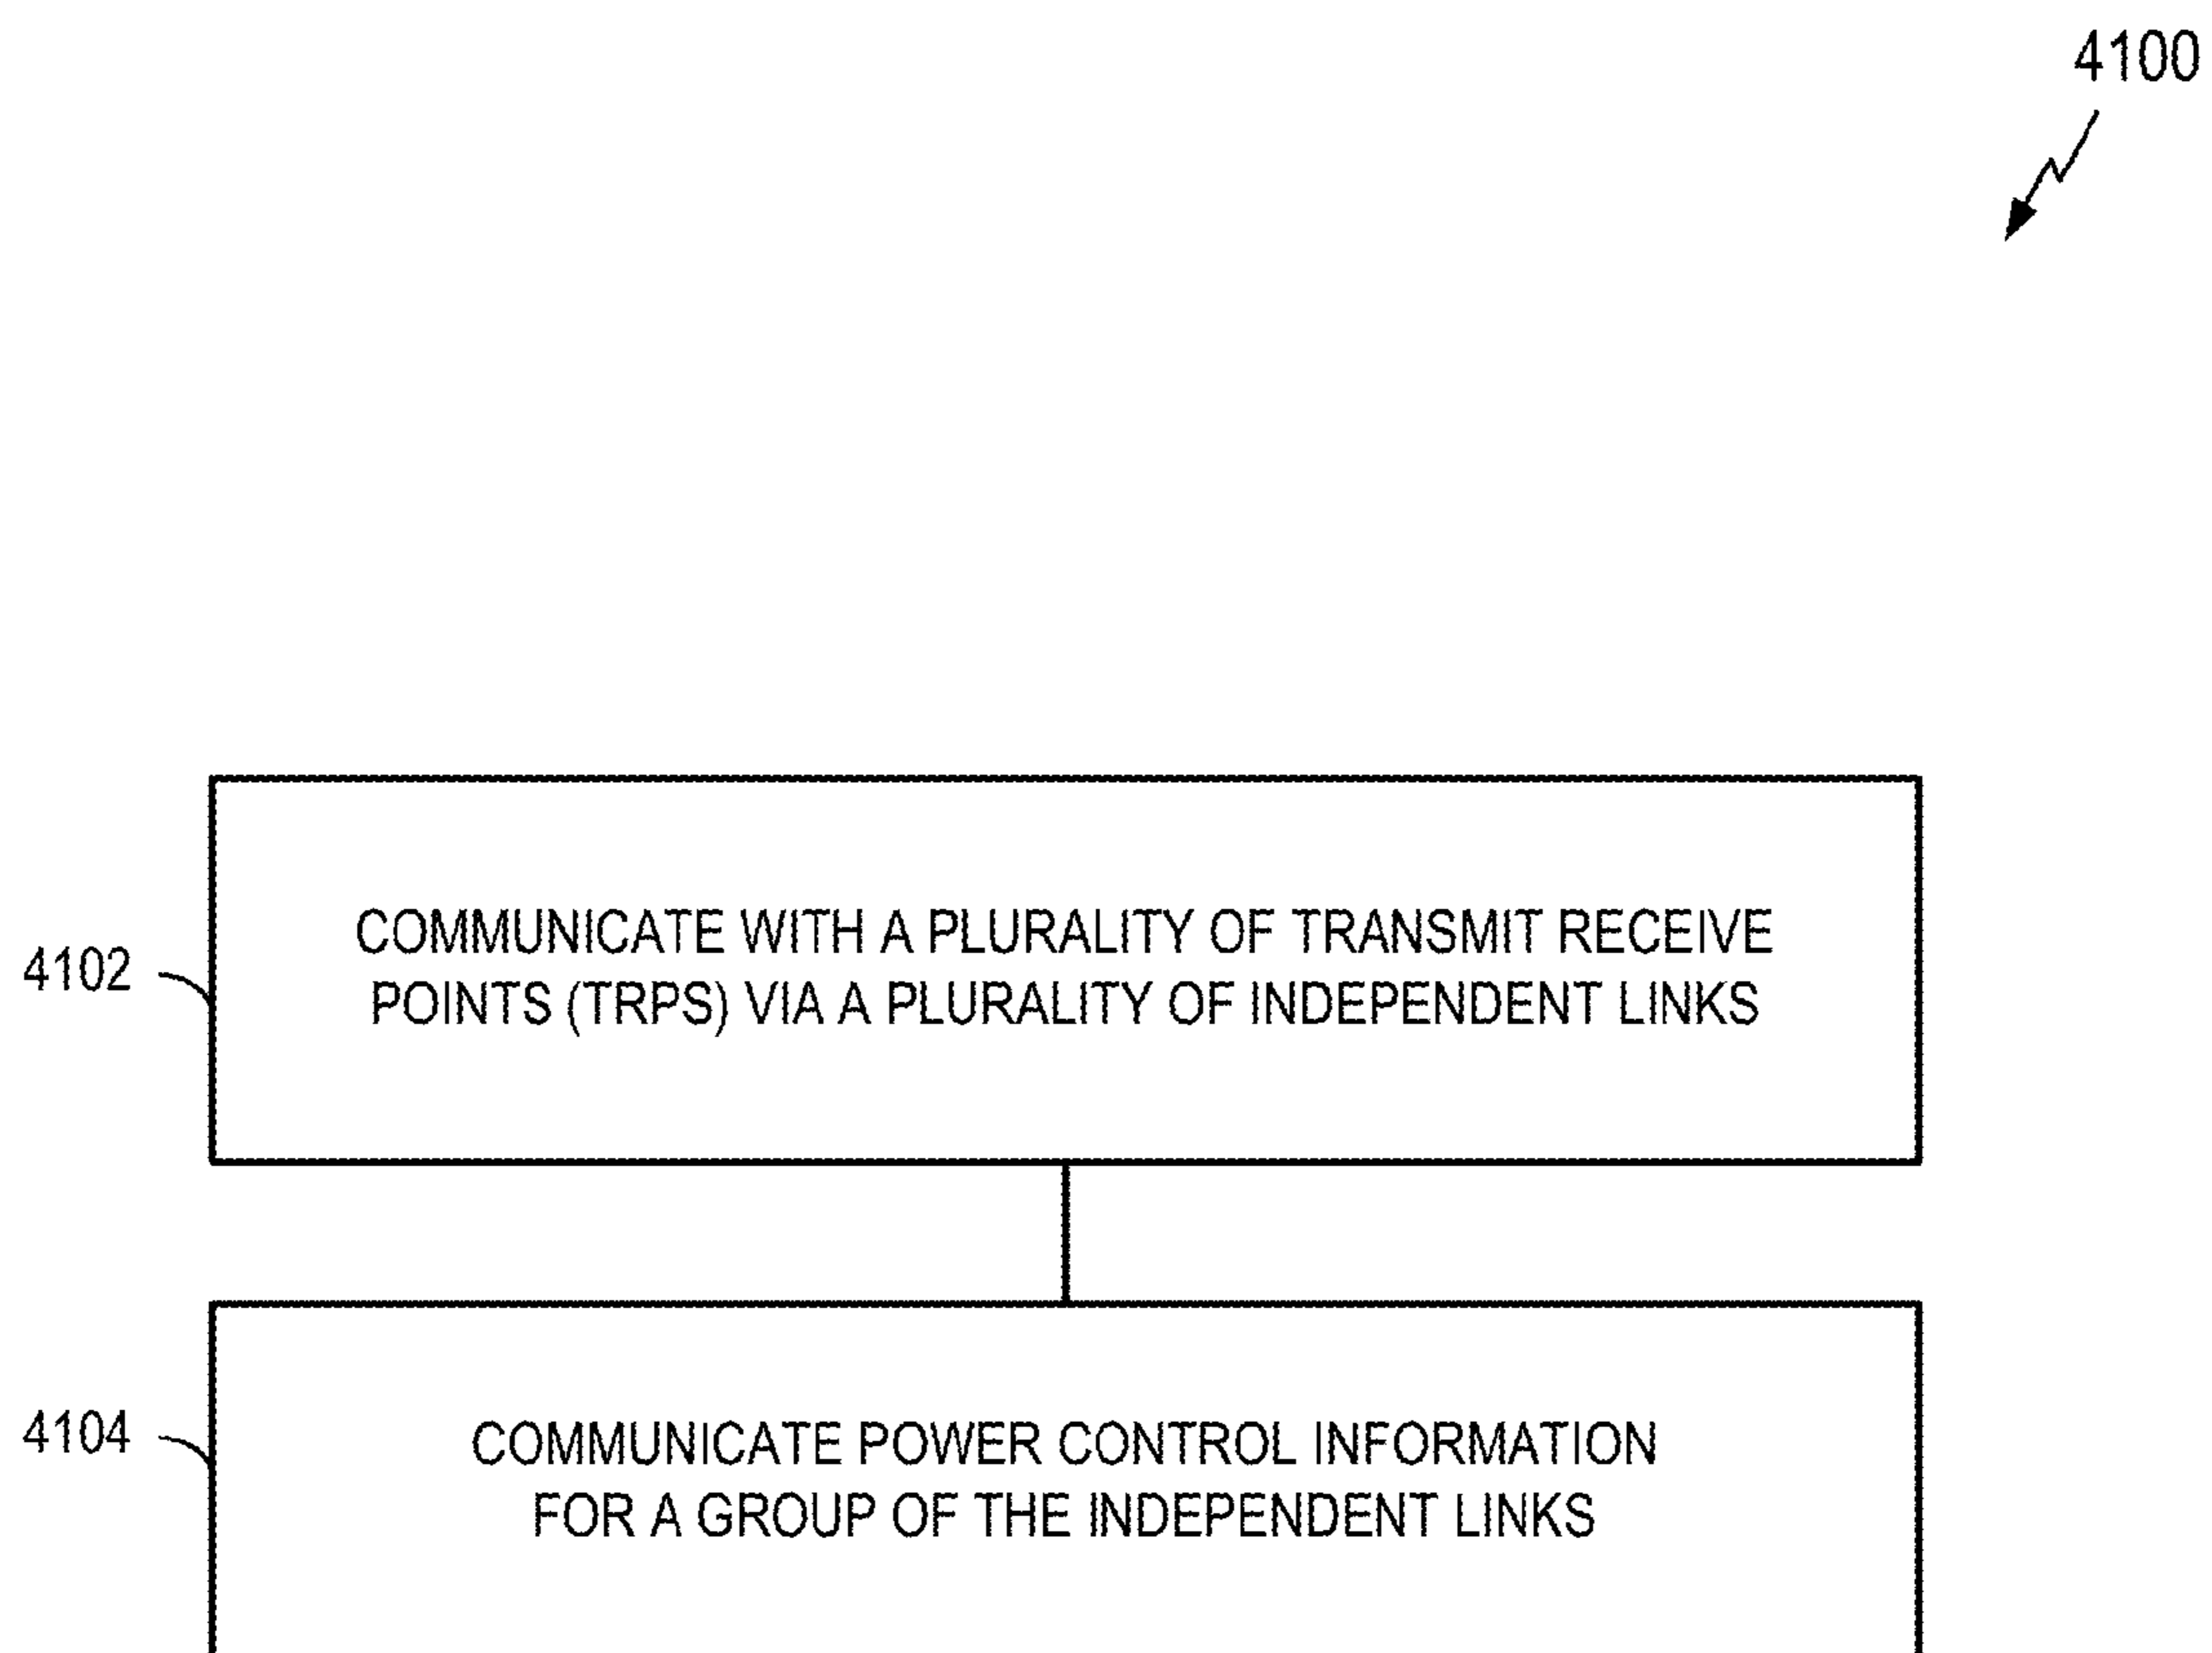 4100
4102
COMMUNICATE WITH A PLURALITY OF TRANSMIT RECEIVE
POINTS (TRPS) VIA A PLURALITY OF INDEPENDENT LINKS
4104
COMMUNICATE POWER CONTROL INFORMATION
FOR A GROUP OF THE INDEPENDENT LINKS